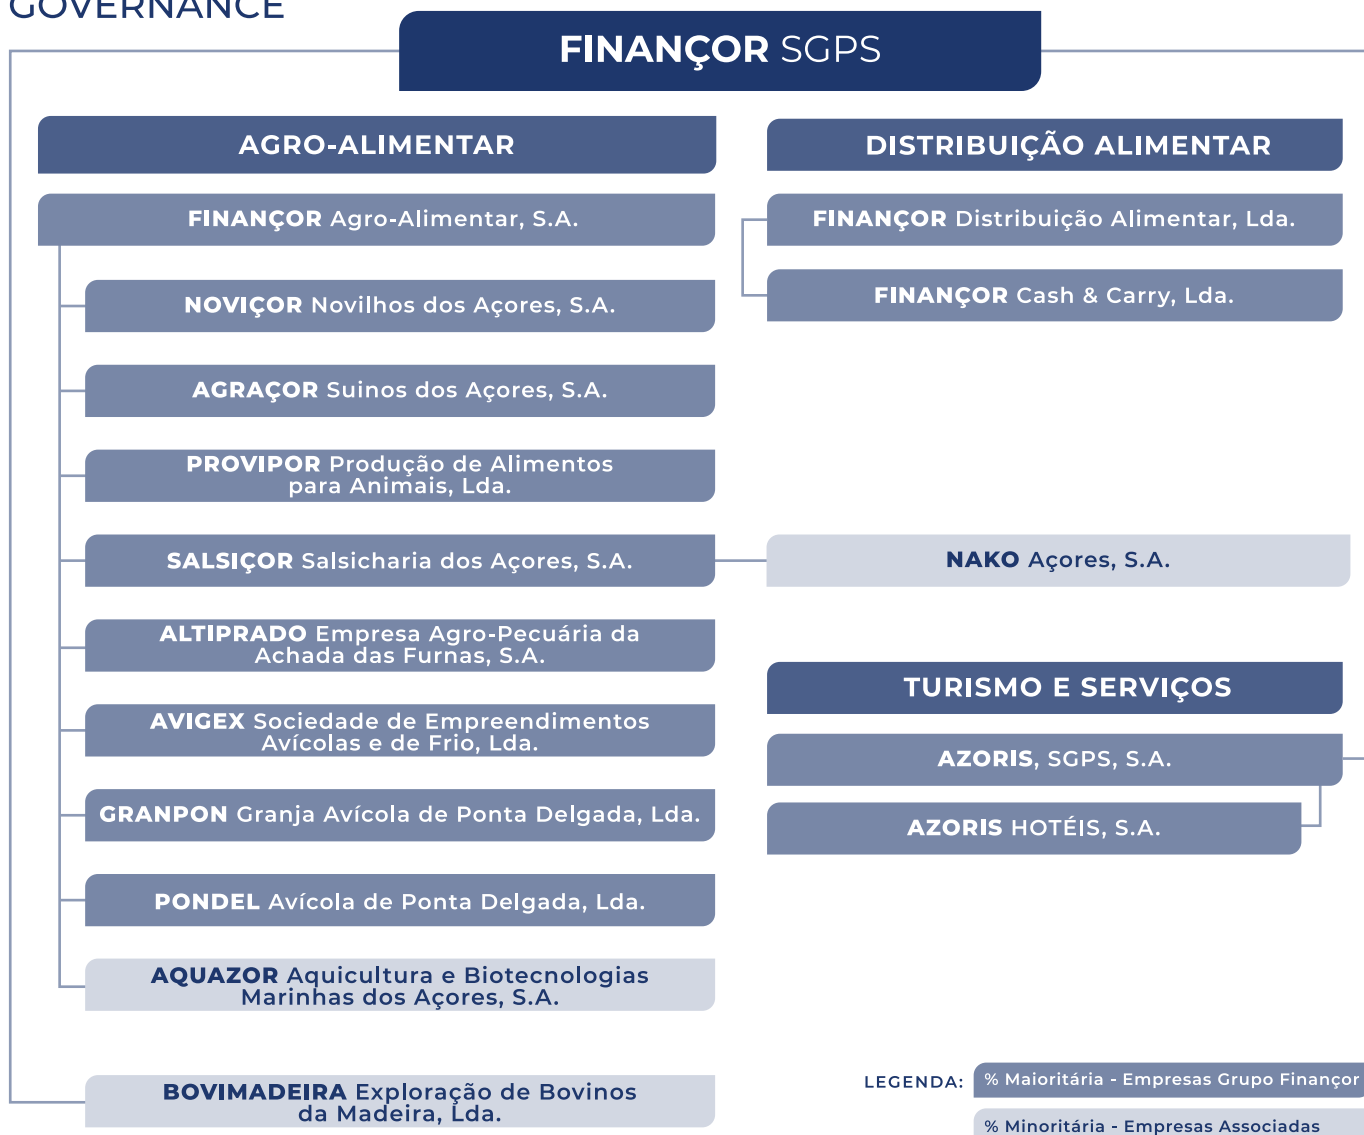 GOVERNANCE
FINANÇOR SGPS
AGRO-ALIMENTAR
FINANÇOR Agro-Alimentar, S.A.
NOVIÇOR Novilhos dos Açores, S.A.
AGRAÇOR Suinos dos Açores, S.A.
PROVIPOR Produção de Alimentos
para Animais, Lda.
SALSIÇOR Salsicharia dos Açores, S.A.
ALTIPRADO Empresa Agro-Pecuária da
Achada das Furnas, S.A.
AVIGEX Sociedade de Empreendimentos
Avícolas e de Frio, Lda.
GRANPON Granja Avícola de Ponta Delgada, Lda.
PONDEL Avícola de Ponta Delgada, Lda.
AQUAZOR Aquicultura e Biotecnologias
Marinhas dos Açores, S.A.
BOVIMADEIRA Exploração de Bovinos
da Madeira, Lda.
DISTRIBUIÇÃO ALIMENTAR
FINANÇOR Distribuição Alimentar, Lda.
FINANÇOR Cash & Carry, Lda.
NAKO Açores, S.A.
TURISMO E SERVIÇOS
AZORIS, SGPS, S.A.
AZORIS HOTÉIS, S.A.
LEGENDA:
% Maioritária - Empresas Grupo Finançor
% Minoritária - Empresas Associadas